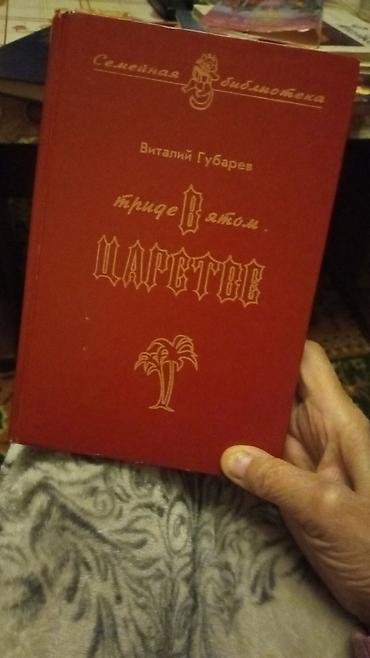 Семейная библиотека
Виталий Губарев
В тридевятом
ЦАРСТВЕ